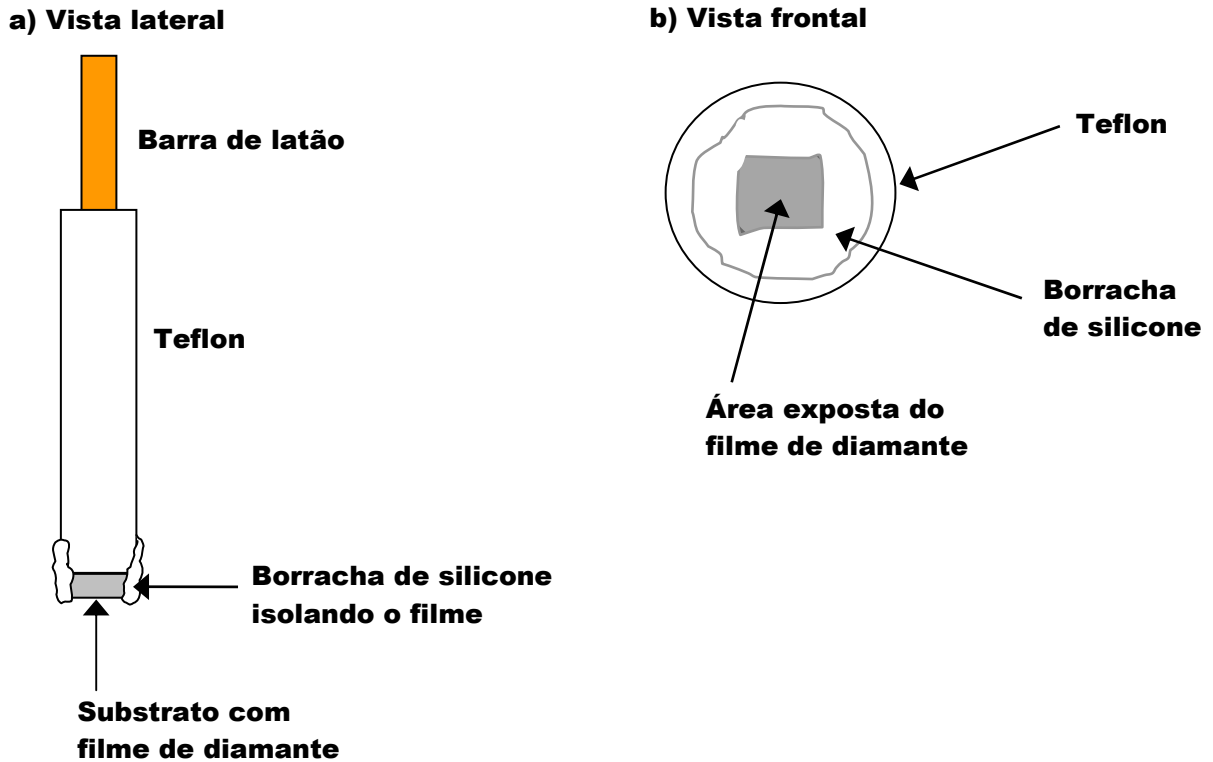 a) Vista lateral
Barra de latão
Teflon
Borracha de silicone
isolando o filme
Substrato com
filme de diamante
b) Vista frontal
Teflon
Borracha
de silicone
Área exposta do
filme de diamante